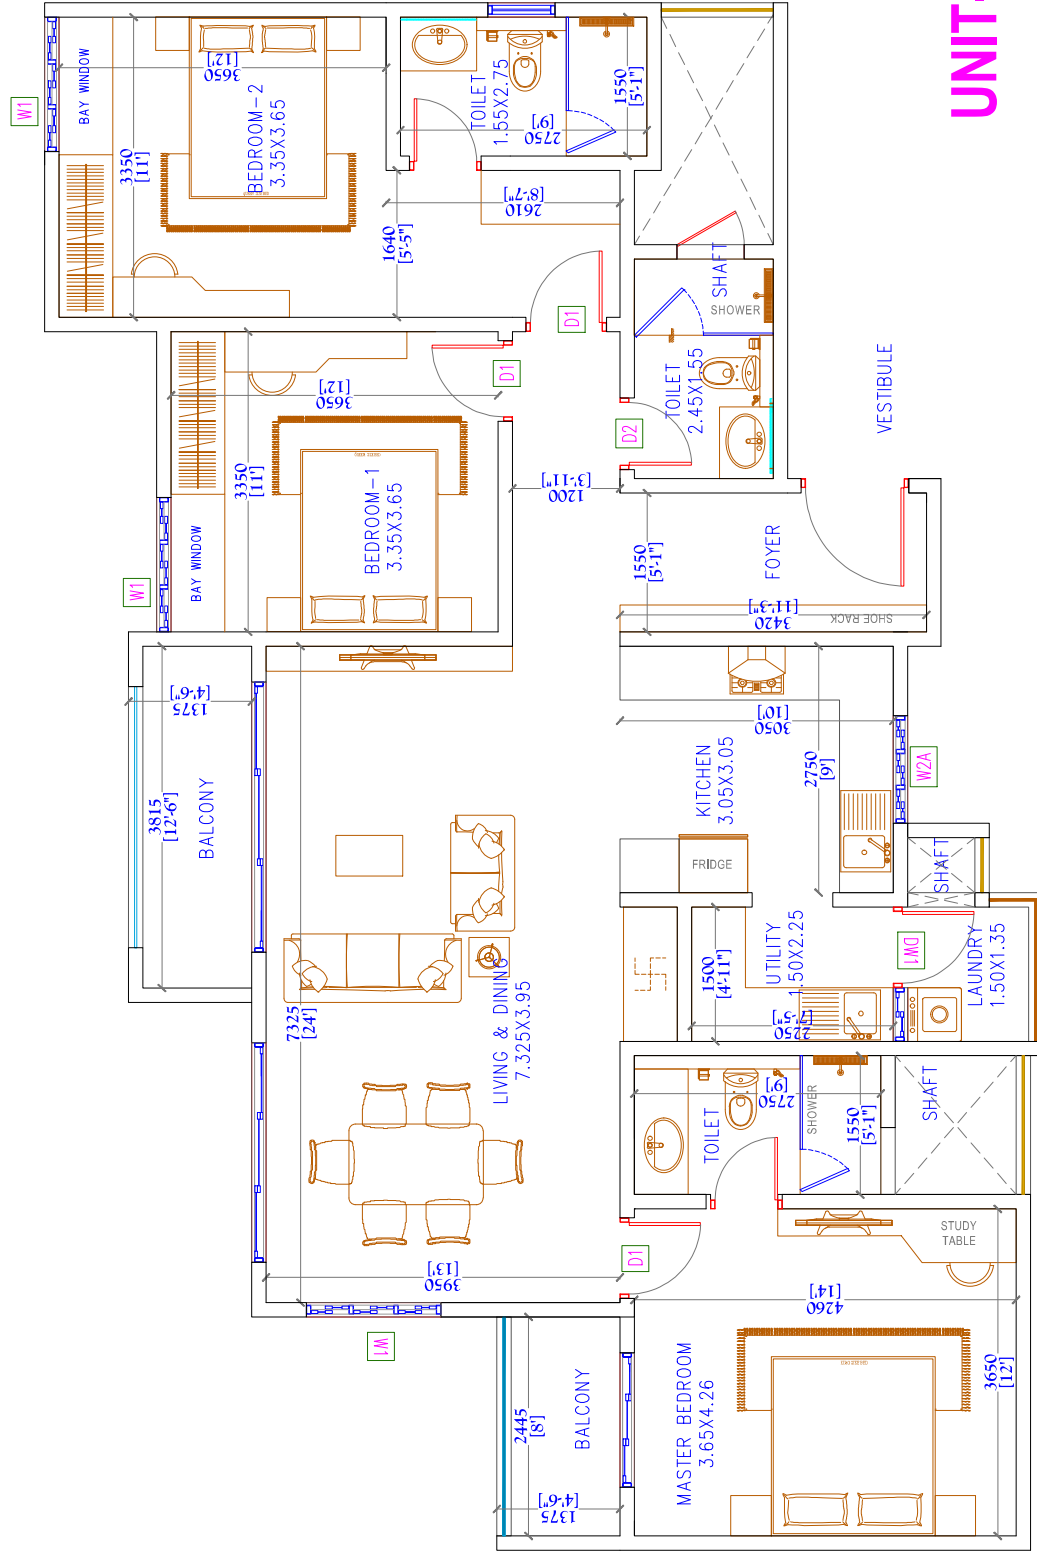 UNIT-
W1
BAY WINDOW
3650
[12']
BEDROOM-2
3.35X3.65
3350
[11']
TOILET
1.55X2.75
2750
[9']
1550
[5'-1"]
2610
[8'-7"]
1640
[5'-5"]
SHAFT
SHOWER
D1
D1
TOILET
2.45X1.55
D2
VESTIBULE
3650
[12']
3350
[11']
BEDROOM-1
3.35X3.65
BAY WINDOW
W1
1200
[3'-11"]
1550
[5'-1"]
FOYER
3420
[11'-3"]
SHOE RACK
1375
[4'-6"]
3815
[12'-6"]
BALCONY
3050
[10']
KITCHEN
3.05X3.05
2750
[9']
W2A
FRIDGE
SHAFT
7325
[24']
LIVING & DINING
7.325X3.95
1500
[4'-11"]
UTILITY
1.50X2.25
2250
[7'-5"]
DW1
LAUNDRY
1.50X1.35
TOILET
2750
[9']
SHOWER
1550
[5'-1"]
SHAFT
3950
[13']
W1
D1
STUDY
TABLE
4260
[14']
3650
[12']
MASTER BEDROOM
3.65X4.26
2445
[8']
BALCONY
1375
[4'-6"]